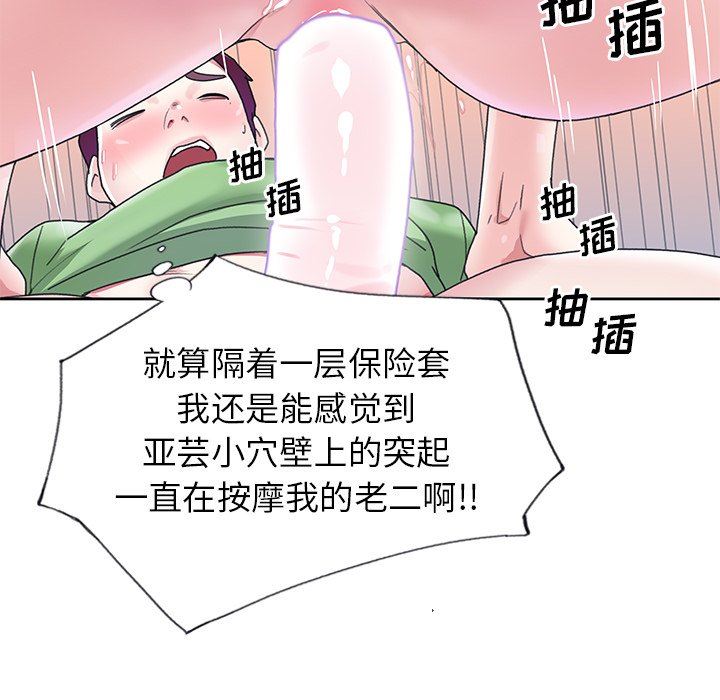 抽
插
抽
插
抽
插
抽
插
就算隔着一层保险套
我还是能感觉到
亚芸小穴壁上的突起
一直在按摩我的老二啊!!